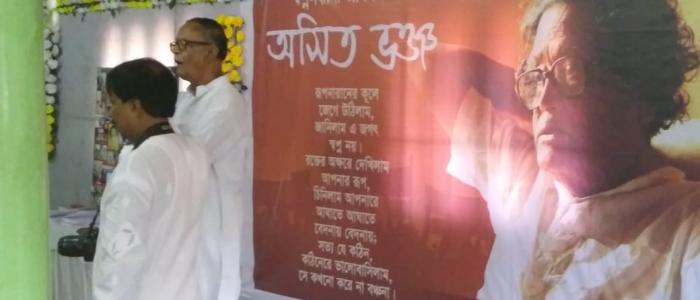 অসিত ভঞ্জ
রূপনারানের কূলে
জেগে উঠিলাম,
জানিলাম এ জগৎ
স্বপ্ন নয়।
রক্তের অক্ষরে দেখিলাম
আপনার রূপ,
চিনিলাম আপনারে
আঘাতে আঘাতে
বেদনায় বেদনায়;
সত্য যে কঠিন,
কঠিনেরে ভালোবাসিলাম,
সে কখনো করে না বঞ্চনা।